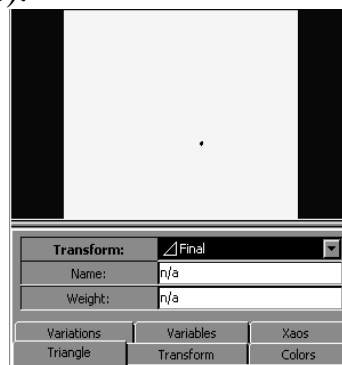 Transform: Final
Name: n/a
Weight: n/a
Variations Variables Xaos
Triangle Transform Colors